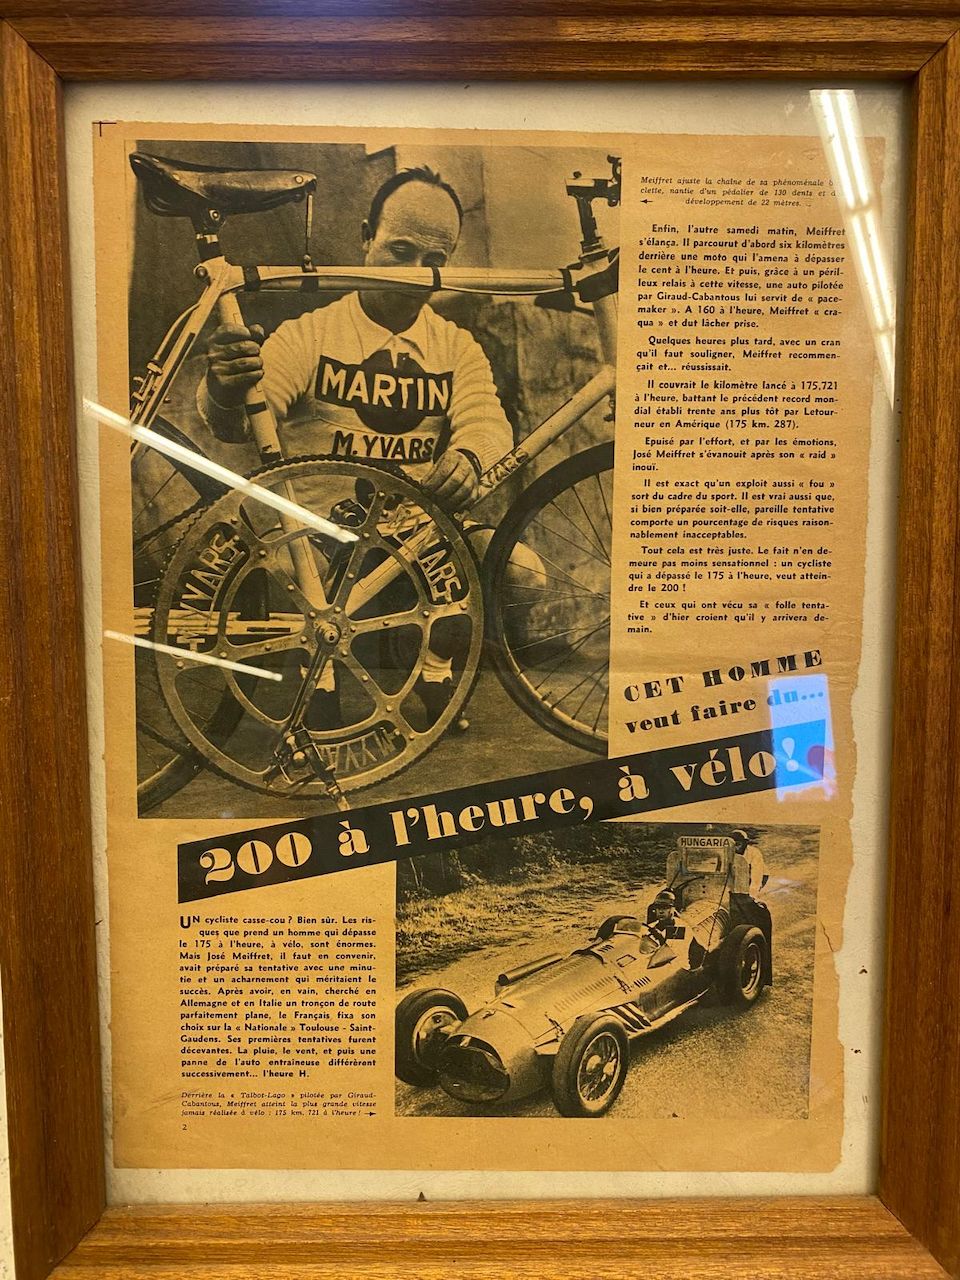 MARTIN
M. YVARS
M.YVARS
M.YVARS
M.YVARS
YVARS
Meiffret ajuste la chaîne de sa phénoménale
clette, nantie d'un pédalier de 130 dents et
développement de 22 mètres.
Enfin, l'autre samedi matin, Meiffret
s'élança. Il parcourut d'abord six kilomètres
derrière une moto qui l'amena à dépasser
le cent à l'heure. Et puis, grâce à un péril-
leux relais à cette vitesse, une auto pilotée
par Giraud-Cabantous lui servit de « pace-
maker ». A 160 à l'heure, Meiffret « cra-
qua » et dut lâcher prise.
Quelques heures plus tard, avec un cran
qu'il faut souligner, Meiffret recommen-
çait et... réussissait.
Il couvrait le kilomètre lancé à 175,721
à l'heure, battant le précédent record mon-
dial établi trente ans plus tôt par Letour-
neur en Amérique (175 km. 287).
Epuisé par l'effort, et par les émotions,
José Meiffret s'évanouit après son « raid »
inouï.
Il est exact qu'un exploit aussi « fou »
sort du cadre du sport. Il est vrai aussi que,
si bien préparée soit-elle, pareille tentative
comporte un pourcentage de risques raison-
nablement inacceptables.
Tout cela est très juste. Le fait n'en de-
meure pas moins sensationnel : un cycliste
qui a dépassé le 175 à l'heure, veut attein-
dre le 200 !
Et ceux qui ont vécu sa « folle tenta-
tive » d'hier croient qu'il y arrivera de-
main.
CET HOMME
veut faire du...
200 à l'heure, à vélo!
UN cycliste casse-cou ? Bien sûr. Les ris-
ques que prend un homme qui dépasse
le 175 à l'heure, à vélo, sont énormes.
Mais José Meiffret, il faut en convenir,
avait préparé sa tentative avec une minu-
tie et un acharnement qui méritaient le
succès. Après avoir, en vain, cherché en
Allemagne et en Italie un tronçon de route
parfaitement plane, le Français fixa son
choix sur la « Nationale » Toulouse - Saint-
Gaudens. Ses premières tentatives furent
décevantes. La pluie, le vent, et puis une
panne de l'auto entraîneuse différèrent
successivement... l'heure H.
Derrière la « Talbot-Lago » pilotée par Giraud-
Cabantous, Meiffret atteint la plus grande vitesse
jamais réalisée à vélo : 175 km. 721 à l'heure !
2
HUNGARIA